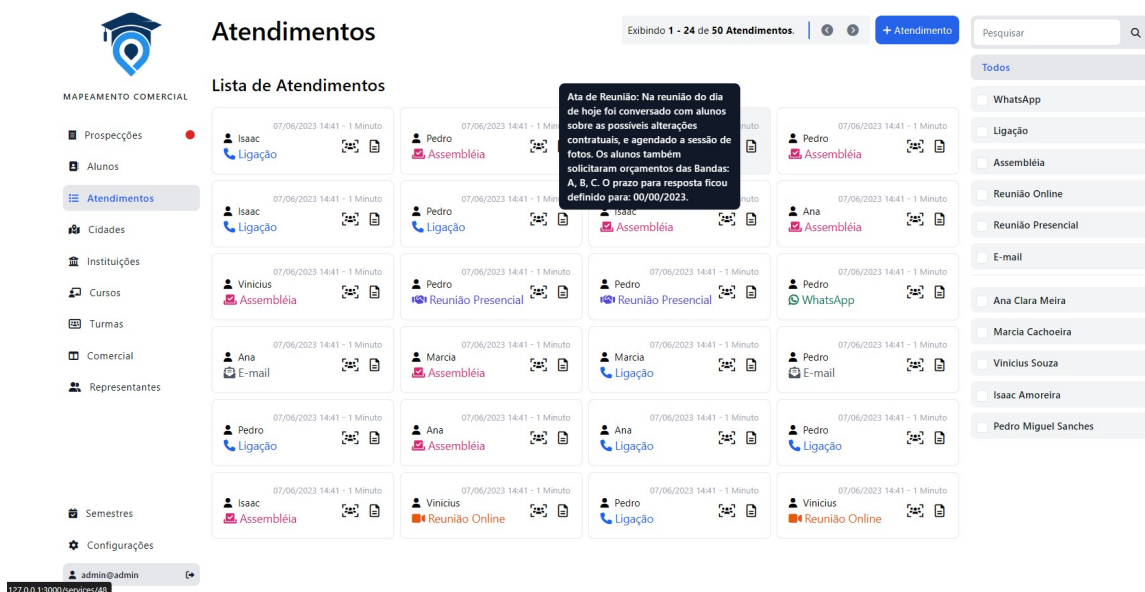 MAPEAMENTO COMERCIAL
Prospecções
Alunos
Atendimentos
Cidades
Instituições
Cursos
Turmas
Comercial
Representantes
Semestres
Configurações
admin@admin
127.0.0.1:3000/services/48
Atendimentos
Exibindo 1 - 24 de 50 Atendimentos.
+ Atendimento
Lista de Atendimentos
Ata de Reunião: Na reunião do dia
de hoje foi conversado com alunos
sobre as possíveis alterações
contratuais, e agendado a sessão de
fotos. Os alunos também
solicitaram orçamentos das Bandas:
A, B, C. O prazo para resposta ficou
definido para: 00/00/2023.
07/06/2023 14:41 - 1 Minuto
Isaac
Ligação
07/06/2023 14:41 - 1 Min
Pedro
Assembléia
nuto
07/06/2023 14:41 - 1 Minuto
Pedro
Assembléia
07/06/2023 14:41 - 1 Minuto
Isaac
Ligação
07/06/2023 14:41 - 1 Min
Pedro
Ligação
nuto
Isaac
Assembléia
07/06/2023 14:41 - 1 Minuto
Ana
Assembléia
07/06/2023 14:41 - 1 Minuto
Vinicius
Assembléia
07/06/2023 14:41 - 1 Minuto
Pedro
Reunião Presencial
07/06/2023 14:41 - 1 Minuto
Pedro
Reunião Presencial
07/06/2023 14:41 - 1 Minuto
Pedro
WhatsApp
07/06/2023 14:41 - 1 Minuto
Ana
E-mail
07/06/2023 14:41 - 1 Minuto
Marcia
Assembléia
07/06/2023 14:41 - 1 Minuto
Marcia
Ligação
07/06/2023 14:41 - 1 Minuto
Pedro
E-mail
07/06/2023 14:41 - 1 Minuto
Pedro
Ligação
07/06/2023 14:41 - 1 Minuto
Ana
Assembléia
07/06/2023 14:41 - 1 Minuto
Ana
Ligação
07/06/2023 14:41 - 1 Minuto
Pedro
Ligação
07/06/2023 14:41 - 1 Minuto
Isaac
Assembléia
07/06/2023 14:41 - 1 Minuto
Vinicius
Reunião Online
07/06/2023 14:41 - 1 Minuto
Pedro
Ligação
07/06/2023 14:41 - 1 Minuto
Vinicius
Reunião Online
Pesquisar
Todos
WhatsApp
Ligação
Assembléia
Reunião Online
Reunião Presencial
E-mail
Ana Clara Meira
Marcia Cachoeira
Vinicius Souza
Isaac Amoreira
Pedro Miguel Sanches